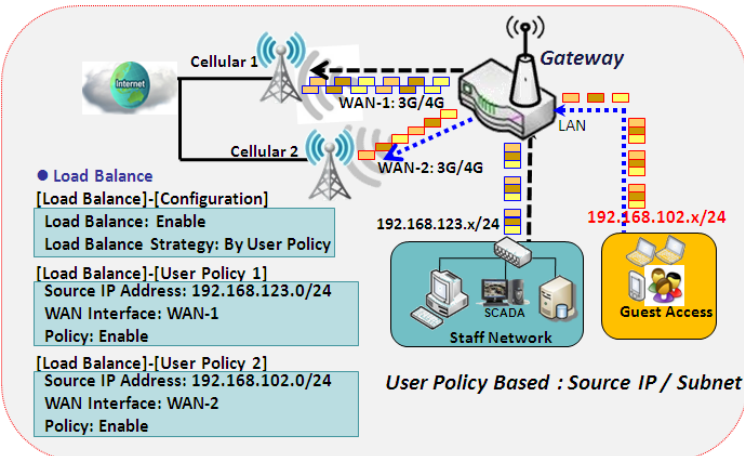 Gateway
Cellular 1
Internet
WAN-1: 3G/4G
LAN
Cellular 2
WAN-2: 3G/4G
● Load Balance
[Load Balance]-[Configuration]
Load Balance: Enable
Load Balance Strategy: By User Policy
192.168.123.x/24
192.168.102.x/24
[Load Balance]-[User Policy 1]
Source IP Address: 192.168.123.0/24
WAN Interface: WAN-1
Policy: Enable
SCADA
Staff Network
Guest Access
[Load Balance]-[User Policy 2]
Source IP Address: 192.168.102.0/24
WAN Interface: WAN-2
Policy: Enable
User Policy Based : Source IP / Subnet